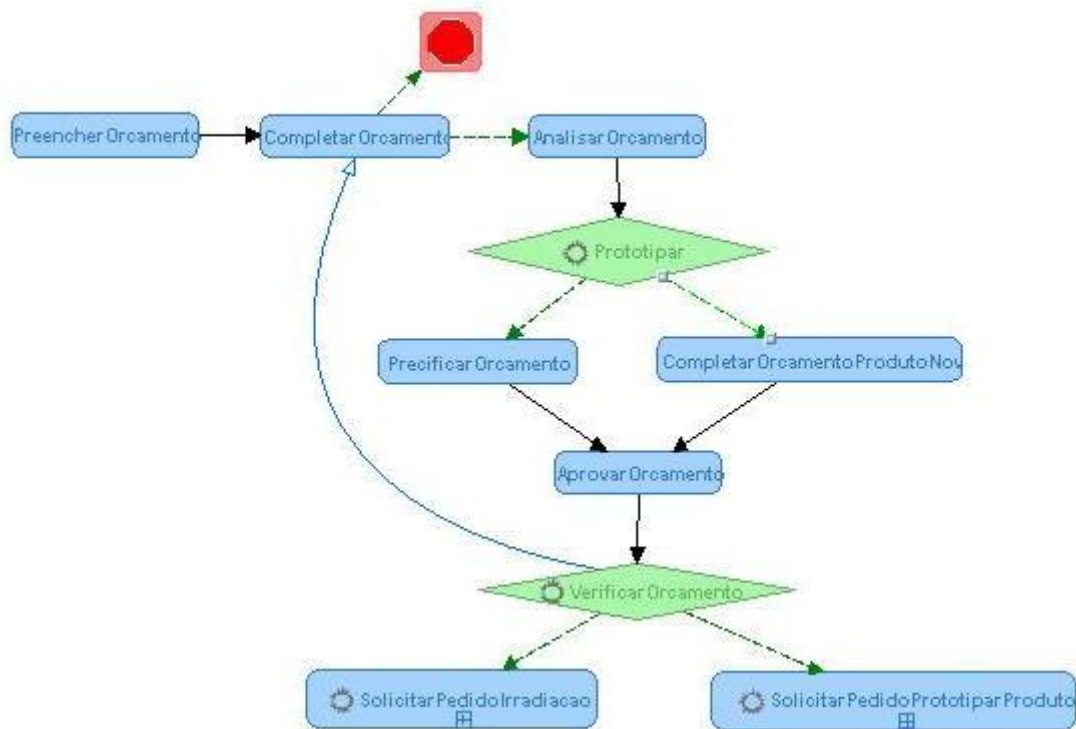 PreencherOrcamento
CompletarOrcamento
AnalisarOrcamento
Prototipar
PrecificarOrcamento
CompletarOrcamentoProdutoNov
AprovarOrcamento
VerificarOrcamento
SolicitarPedidoIrradiacao
SolicitarPedidoPrototiparProduto